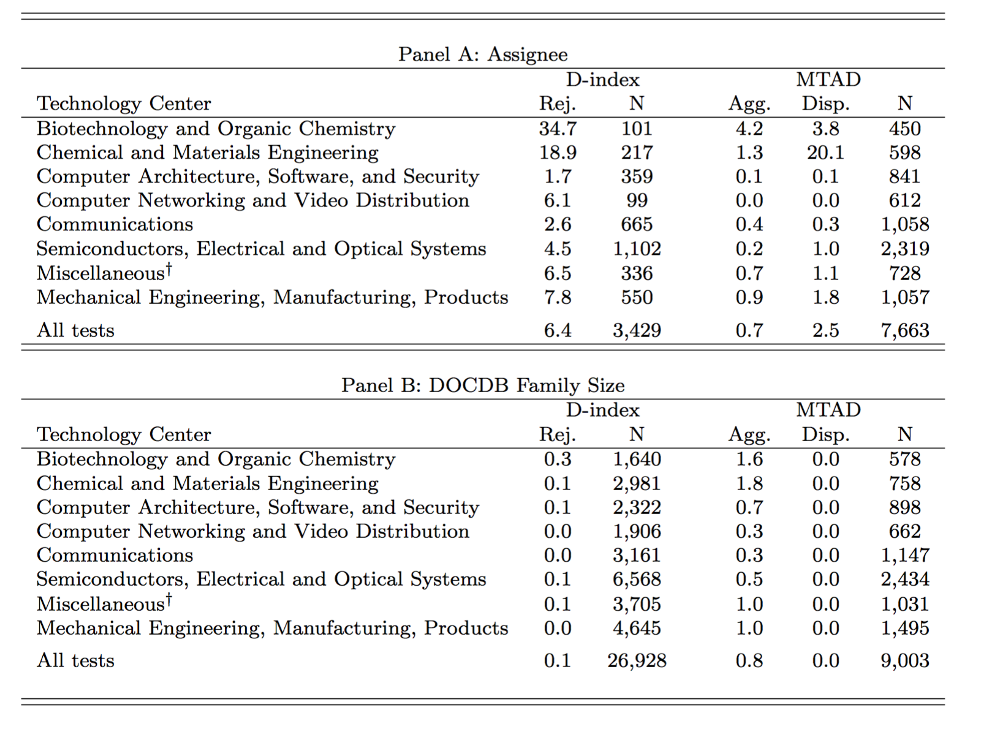 Panel A: Assignee
D-index MTAD
Technology Center Rej. N Agg. Disp. N
Biotechnology and Organic Chemistry 34.7 101 4.2 3.8 450
Chemical and Materials Engineering 18.9 217 1.3 20.1 598
Computer Architecture, Software, and Security 1.7 359 0.1 0.1 841
Computer Networking and Video Distribution 6.1 99 0.0 0.0 612
Communications 2.6 665 0.4 0.3 1,058
Semiconductors, Electrical and Optical Systems 4.5 1,102 0.2 1.0 2,319
Miscellaneous† 6.5 336 0.7 1.1 728
Mechanical Engineering, Manufacturing, Products 7.8 550 0.9 1.8 1,057
All tests 6.4 3,429 0.7 2.5 7,663
Panel B: DOCDB Family Size
D-index MTAD
Technology Center Rej. N Agg. Disp. N
Biotechnology and Organic Chemistry 0.3 1,640 1.6 0.0 578
Chemical and Materials Engineering 0.1 2,981 1.8 0.0 758
Computer Architecture, Software, and Security 0.1 2,322 0.7 0.0 898
Computer Networking and Video Distribution 0.0 1,906 0.3 0.0 662
Communications 0.0 3,161 0.3 0.0 1,147
Semiconductors, Electrical and Optical Systems 0.1 6,568 0.5 0.0 2,434
Miscellaneous† 0.1 3,705 1.0 0.0 1,031
Mechanical Engineering, Manufacturing, Products 0.0 4,645 1.0 0.0 1,495
All tests 0.1 26,928 0.8 0.0 9,003